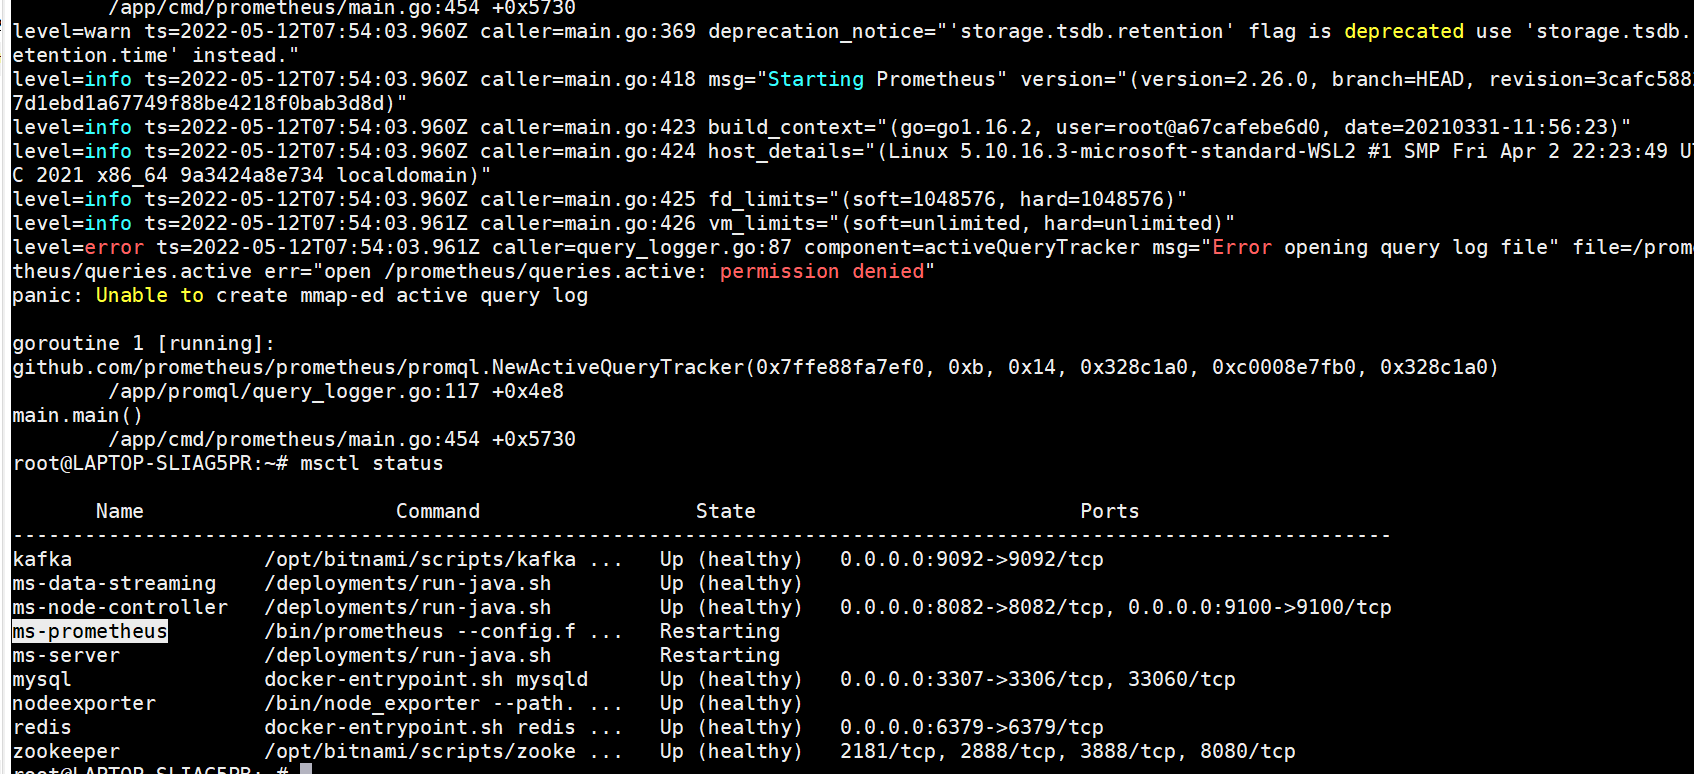 /app/cmd/prometheus/main.go:454 +0x5730
level=warn ts=2022-05-12T07:54:03.960Z caller=main.go:369 deprecation_notice="'storage.tsdb.retention' flag is deprecated use 'storage.tsdb.
etention.time' instead."
level=info ts=2022-05-12T07:54:03.960Z caller=main.go:418 msg="Starting Prometheus" version="(version=2.26.0, branch=HEAD, revision=3cafc588
7d1ebd1a67749f88be4218f0bab3d8d)"
level=info ts=2022-05-12T07:54:03.960Z caller=main.go:423 build_context="(go=go1.16.2, user=root@a67cafebe6d0, date=20210331-11:56:23)"
level=info ts=2022-05-12T07:54:03.960Z caller=main.go:424 host_details="(Linux 5.10.16.3-microsoft-standard-WSL2 #1 SMP Fri Apr 2 22:23:49 UT
C 2021 x86_64 9a3424a8e734 localdomain)"
level=info ts=2022-05-12T07:54:03.960Z caller=main.go:425 fd_limits="(soft=1048576, hard=1048576)"
level=info ts=2022-05-12T07:54:03.961Z caller=main.go:426 vm_limits="(soft=unlimited, hard=unlimited)"
level=error ts=2022-05-12T07:54:03.961Z caller=query_logger.go:87 component=activeQueryTracker msg="Error opening query log file" file=/prom
theus/queries.active err="open /prometheus/queries.active: permission denied"
panic: Unable to create mmap-ed active query log
goroutine 1 [running]:
github.com/prometheus/prometheus/promql.NewActiveQueryTracker(0x7ffe88fa7ef0, 0xb, 0x14, 0x328c1a0, 0xc0008e7fb0, 0x328c1a0)
/app/promql/query_logger.go:117 +0x4e8
main.main()
/app/cmd/prometheus/main.go:454 +0x5730
root@LAPTOP-SLIAG5PR:~# msctl status
Name Command State Ports
---------------------------------------------------------------------------------------------------------------------
kafka /opt/bitnami/scripts/kafka ... Up (healthy) 0.0.0.0:9092->9092/tcp
ms-data-streaming /deployments/run-java.sh Up (healthy)
ms-node-controller /deployments/run-java.sh Up (healthy) 0.0.0.0:8082->8082/tcp, 0.0.0.0:9100->9100/tcp
ms-prometheus /bin/prometheus --config.f ... Restarting
ms-server /deployments/run-java.sh Restarting
mysql docker-entrypoint.sh mysqld Up (healthy) 0.0.0.0:3307->3306/tcp, 33060/tcp
nodeexporter /bin/node_exporter --path. ... Up (healthy)
redis docker-entrypoint.sh redis ... Up (healthy) 0.0.0.0:6379->6379/tcp
zookeeper /opt/bitnami/scripts/zooke ... Up (healthy) 2181/tcp, 2888/tcp, 3888/tcp, 8080/tcp
root@LAPTOP-SLIAG5PR:~#